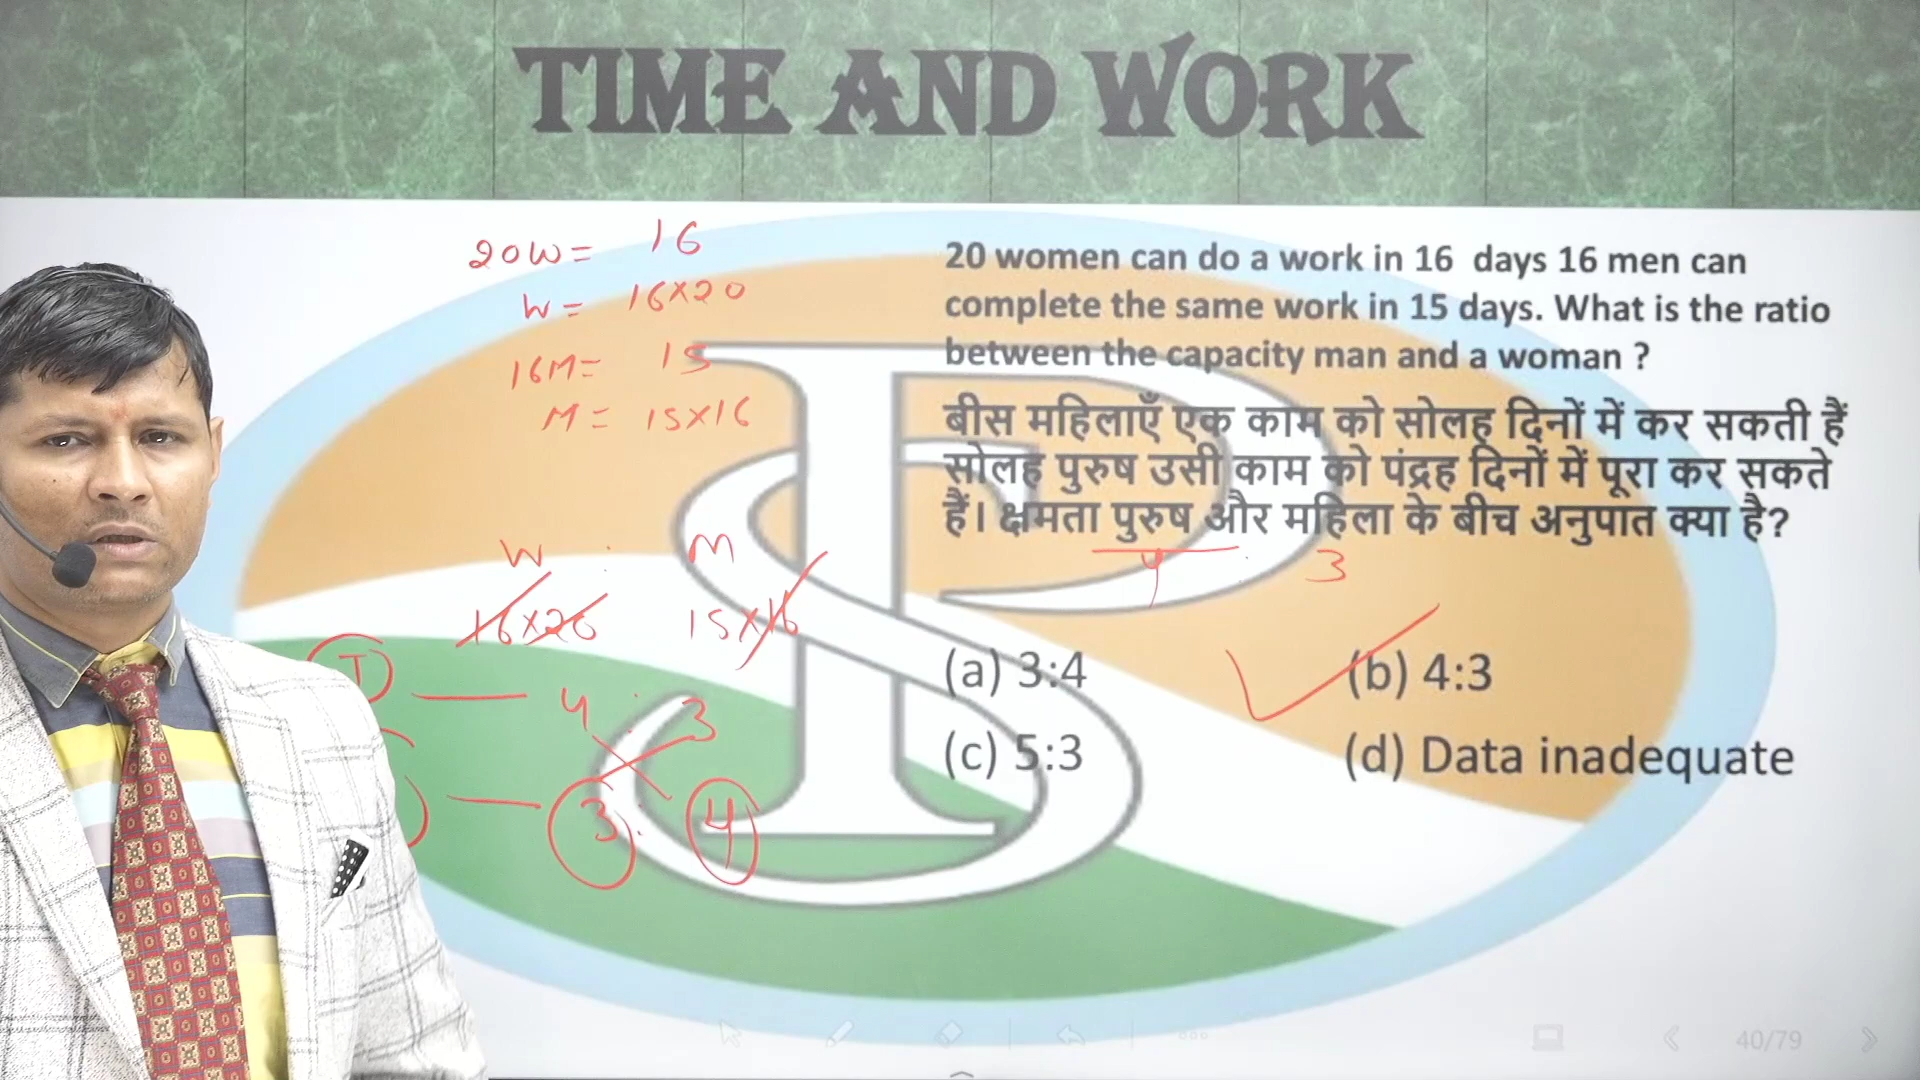 TIME AND WORK
20W = 16
W = 16×20
16M = 15
M = 15×16
20 women can do a work in 16 days 16 men can
complete the same work in 15 days. What is the ratio
between the capacity man and a woman ?
बीस महिलाएँ एक काम को सोलह दिनों में कर सकती हैं
सोलह पुरुष उसी काम को पंद्रह दिनों में पूरा कर सकते
हैं। क्षमता पुरुष और महिला के बीच अनुपात क्या है?
4 : 3
W : M
16×20 15×16
T — 4 : 3
— 3 : 4
(a) 3:4 (b) 4:3
(c) 5:3 (d) Data inadequate
40/79